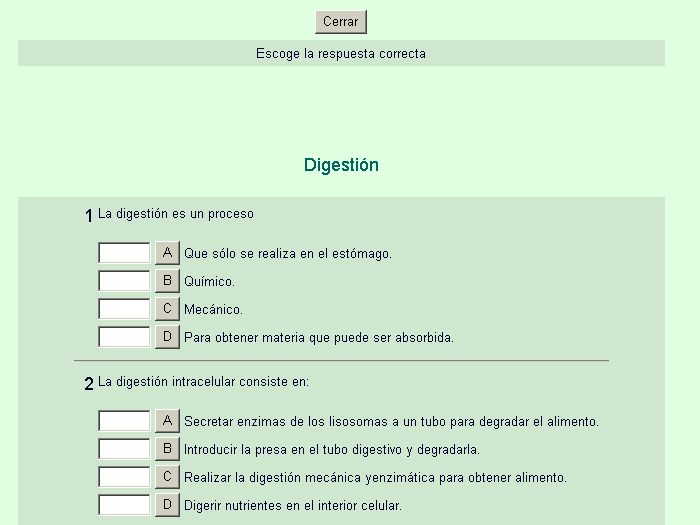 Cerrar
Escoge la respuesta correcta
Digestión
1 La digestión es un proceso
A Que sólo se realiza en el estómago.
B Químico.
C Mecánico.
D Para obtener materia que puede ser absorbida.
2 La digestión intracelular consiste en:
A Secretar enzimas de los lisosomas a un tubo para degradar el alimento.
B Introducir la presa en el tubo digestivo y degradarla.
C Realizar la digestión mecánica yenzimática para obtener alimento.
D Digerir nutrientes en el interior celular.